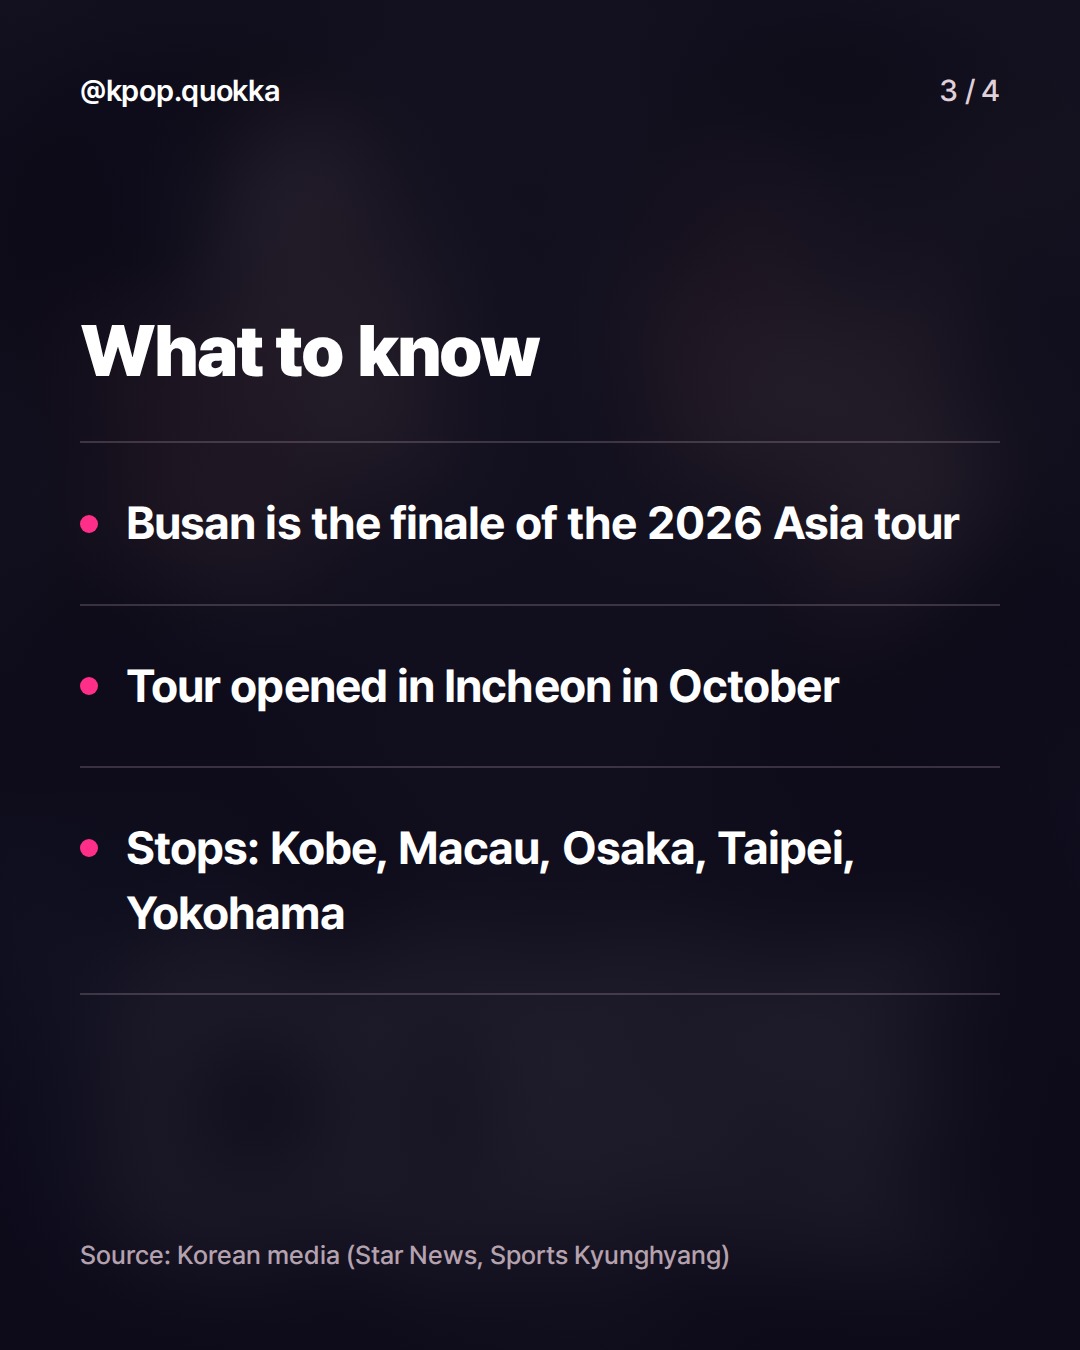 @kpop.quokka
3 / 4
What to know
Busan is the finale of the 2026 Asia tour
Tour opened in Incheon in October
Stops: Kobe, Macau, Osaka, Taipei,
Yokohama
Source: Korean media (Star News, Sports Kyunghyang)